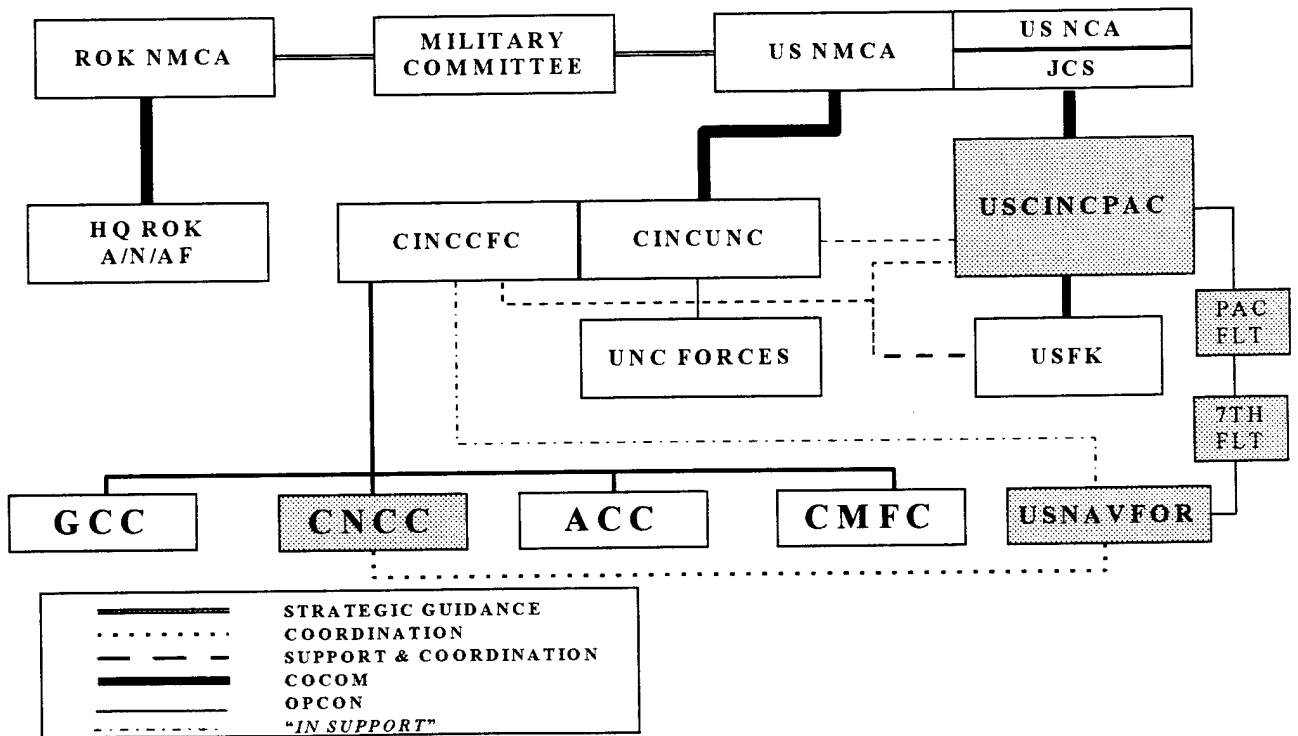 ROK NMCA
MILITARY
COMMITTEE
US NMCA
US NCA
JCS
HQ ROK
A/N/AF
CINCCFC
CINCUNC
USCINCPAC
UNC FORCES
USFK
PAC
FLT
7TH
FLT
GCC
CNCC
ACC
CMFC
USNAVFOR
STRATEGIC GUIDANCE
COORDINATION
SUPPORT & COORDINATION
COCOM
OPCON
“IN SUPPORT”